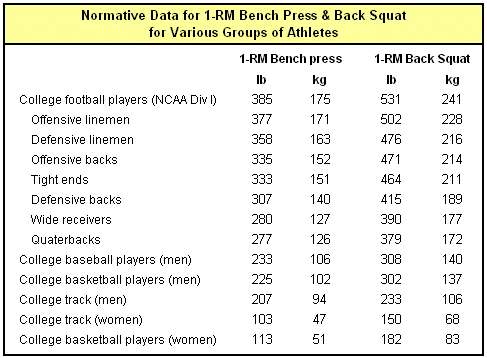 Normative Data for 1-RM Bench Press & Back Squat
for Various Groups of Athletes
1-RM Bench press 1-RM Back Squat
lb kg lb kg
College football players (NCAA Div I) 385 175 531 241
Offensive linemen 377 171 502 228
Defensive linemen 358 163 476 216
Offensive backs 335 152 471 214
Tight ends 333 151 464 211
Defensive backs 307 140 415 189
Wide receivers 280 127 390 177
Quaterbacks 277 126 379 172
College baseball players (men) 233 106 308 140
College basketball players (men) 225 102 302 137
College track (men) 207 94 233 106
College track (women) 103 47 150 68
College basketball players (women) 113 51 182 83